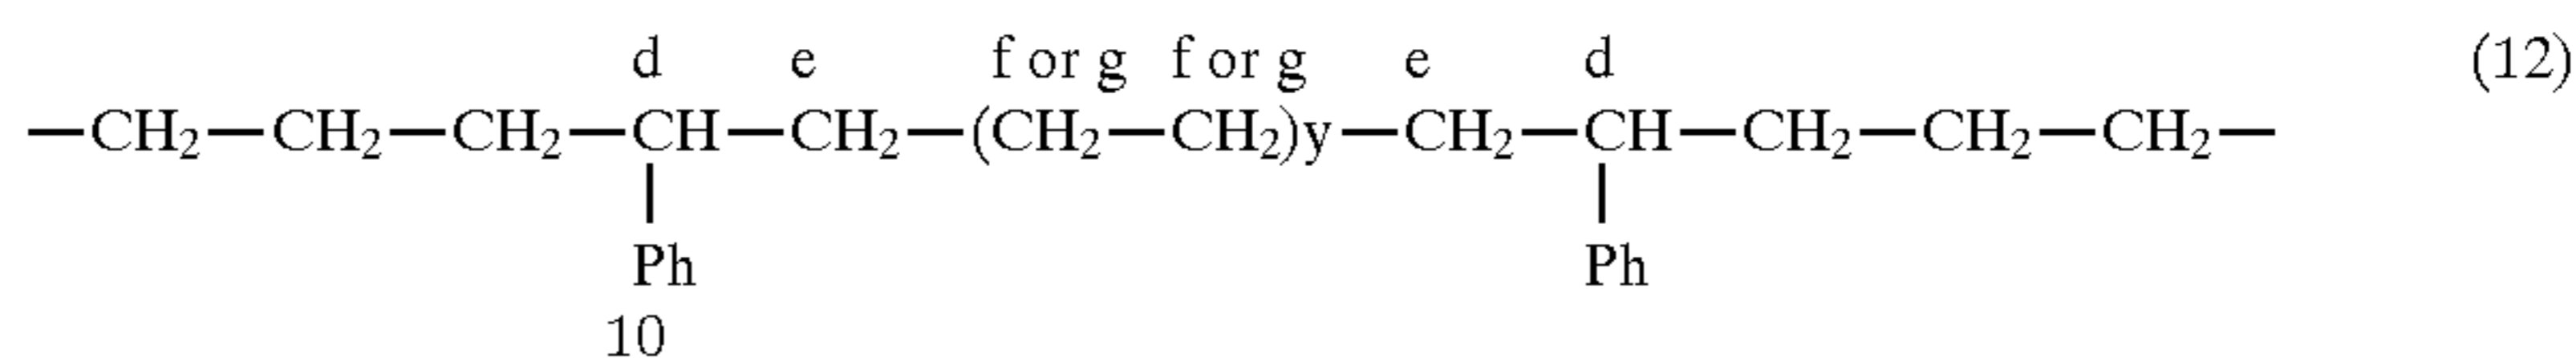 d e f or g f or g e d (12)
—CH₂—CH₂—CH₂—CH—CH₂—(CH₂—CH₂)y—CH₂—CH—CH₂—CH₂—CH₂—
Ph Ph
10